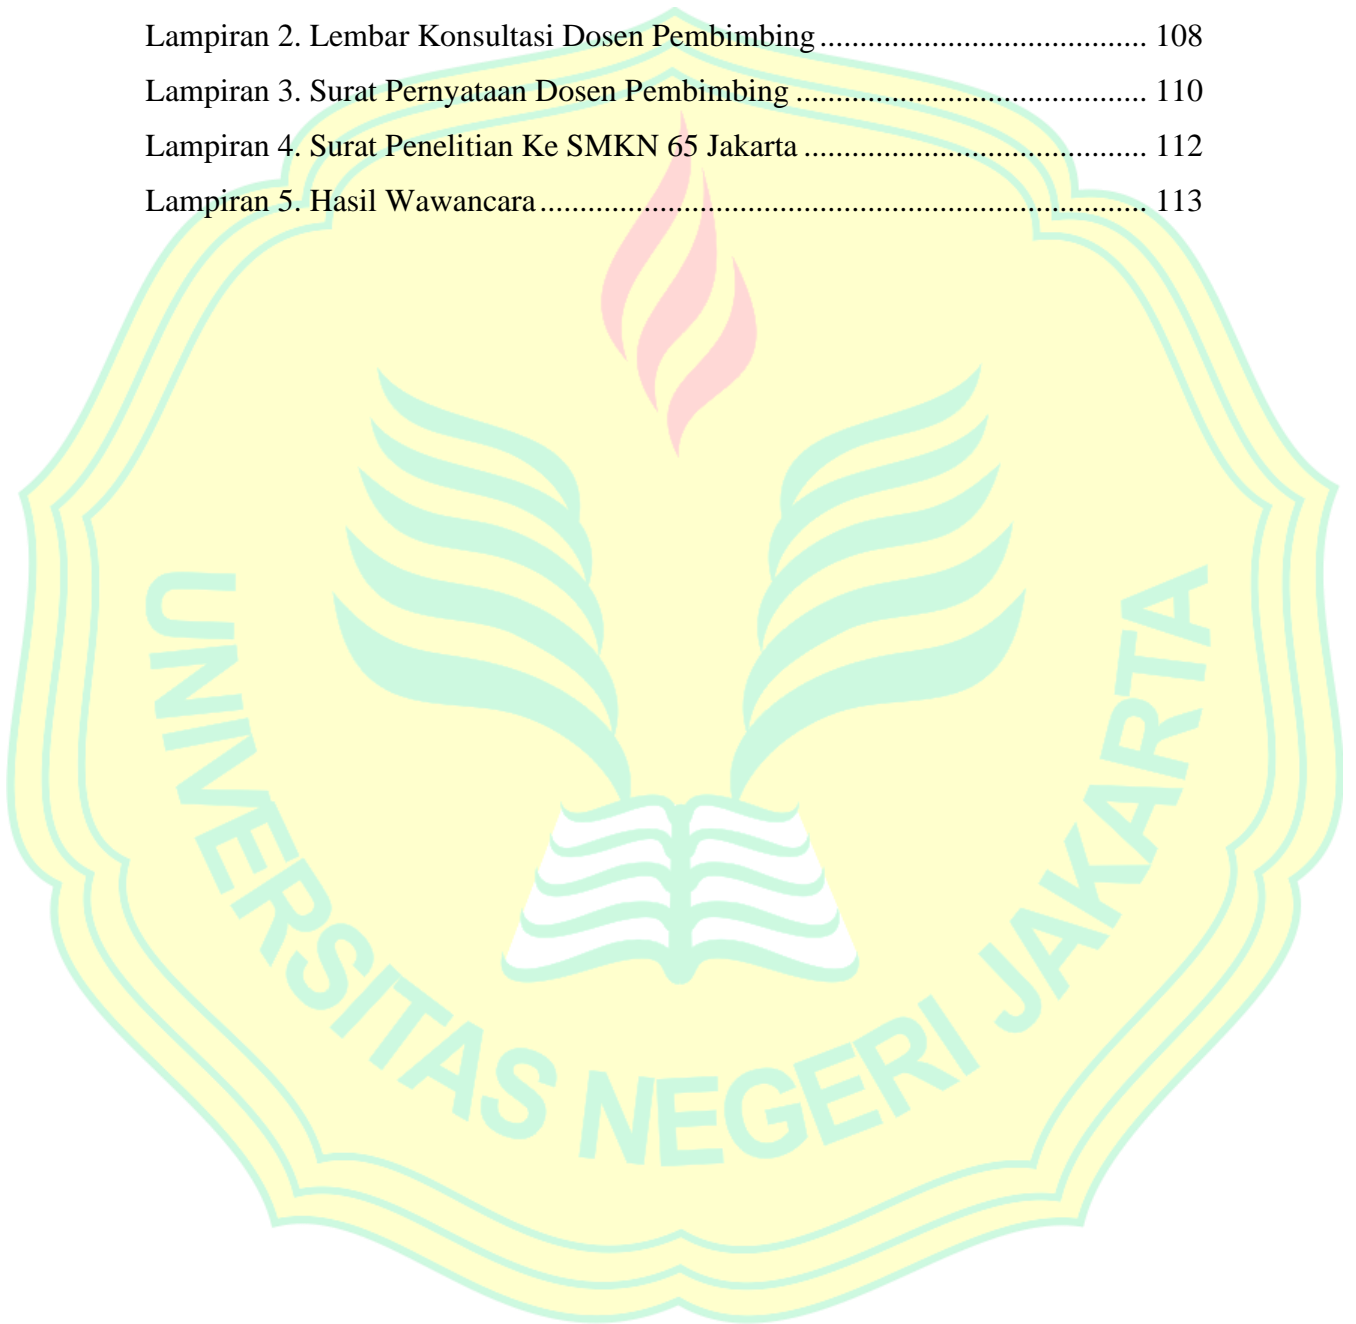 Lampiran 2. Lembar Konsultasi Dosen Pembimbing ......................................... 108
Lampiran 3. Surat Pernyataan Dosen Pembimbing ............................................ 110
Lampiran 4. Surat Penelitian Ke SMKN 65 Jakarta ........................................... 112
Lampiran 5. Hasil Wawancara ............................................................................ 113
UNIVERSITAS NEGERI JAKARTA